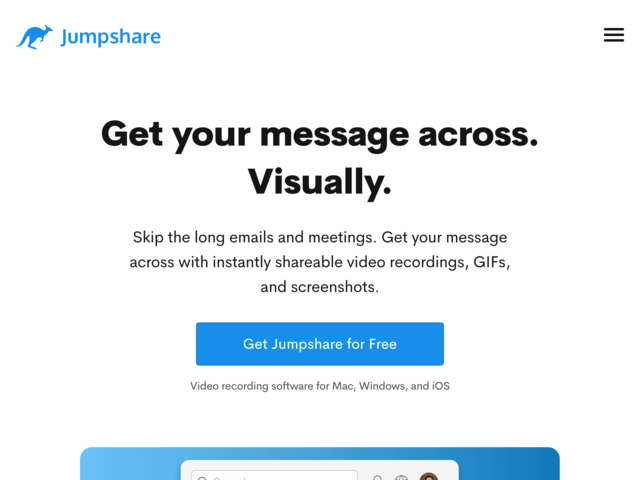 Jumpshare
Get your message across.
Visually.
Skip the long emails and meetings. Get your message
across with instantly shareable video recordings, GIFs,
and screenshots.
Get Jumpshare for Free
Video recording software for Mac, Windows, and iOS